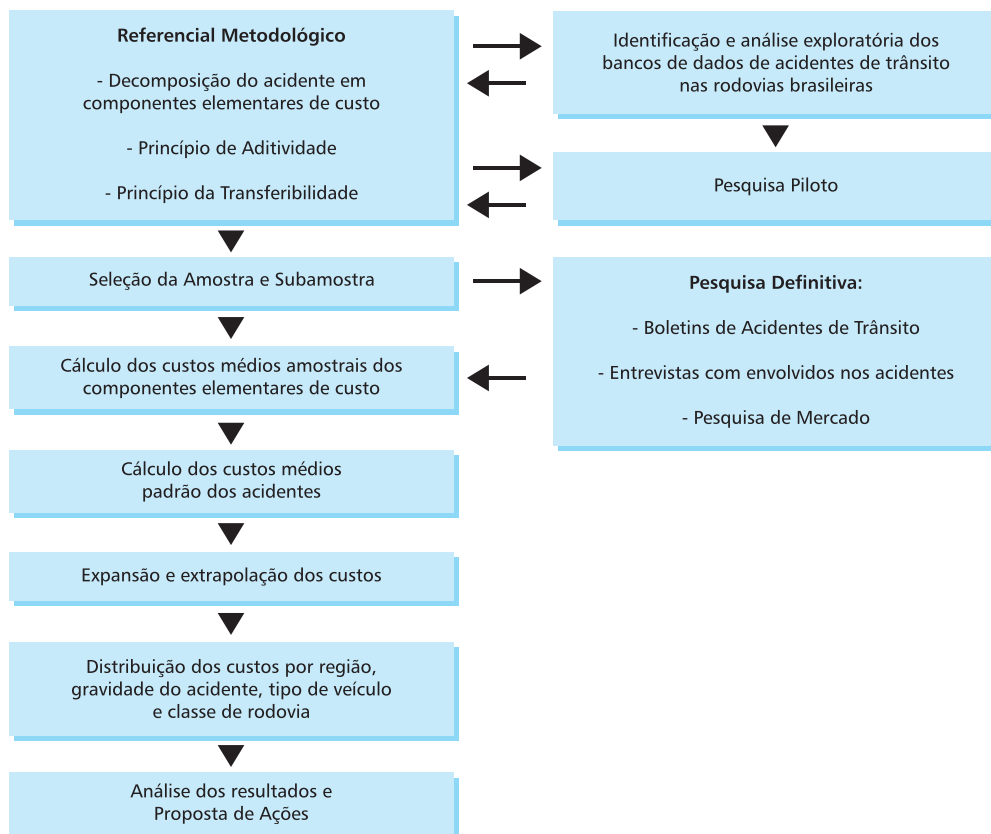 Referencial Metodológico
- Decomposição do acidente em
componentes elementares de custo
- Princípio de Aditividade
- Princípio da Transferibilidade
Identificação e análise exploratória dos
bancos de dados de acidentes de trânsito
nas rodovias brasileiras
Pesquisa Piloto
Seleção da Amostra e Subamostra
Pesquisa Definitiva:
- Boletins de Acidentes de Trânsito
- Entrevistas com envolvidos nos acidentes
- Pesquisa de Mercado
Cálculo dos custos médios amostrais dos
componentes elementares de custo
Cálculo dos custos médios
padrão dos acidentes
Expansão e extrapolação dos custos
Distribuição dos custos por região,
gravidade do acidente, tipo de veículo
e classe de rodovia
Análise dos resultados e
Proposta de Ações